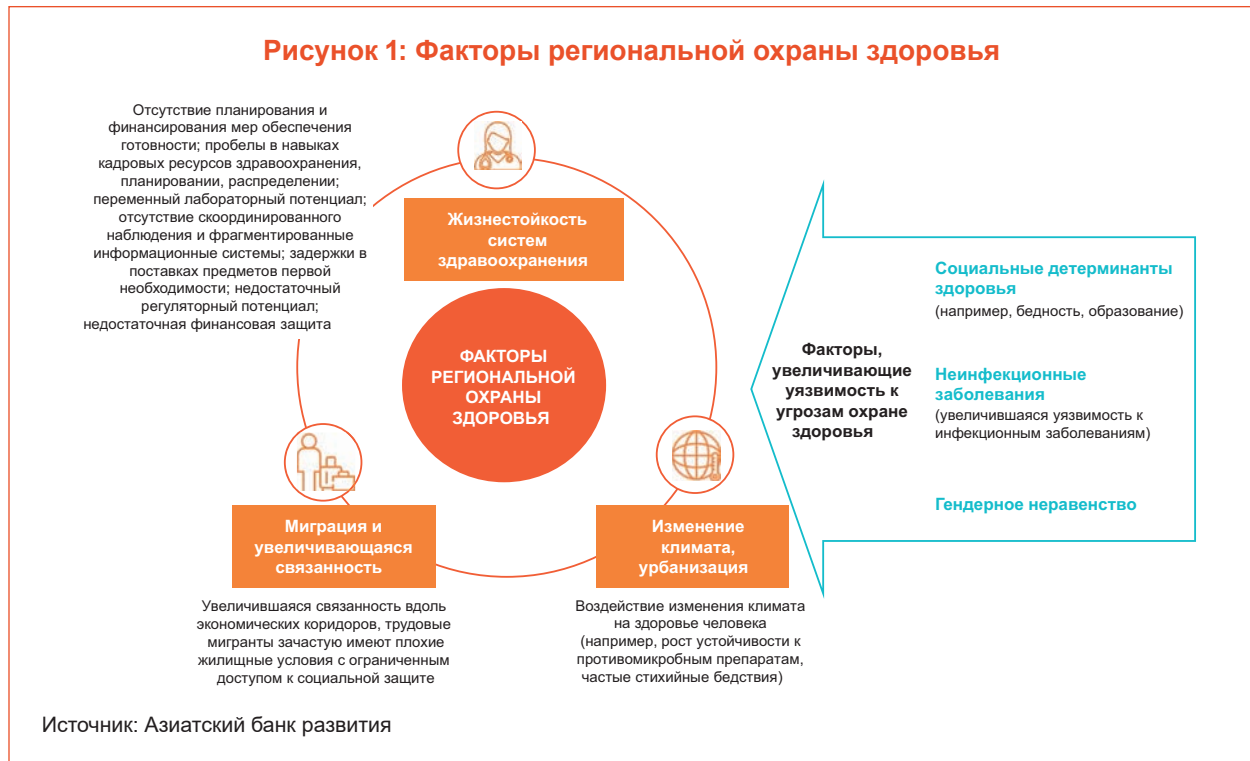 Рисунок 1: Факторы региональной охраны здоровья
Отсутствие планирования и
финансирования мер обеспечения
готовности; пробелы в навыках
кадровых ресурсов здравоохранения,
планировании, распределении;
переменный лабораторный потенциал;
отсутствие скоординированного
наблюдения и фрагментированные
информационные системы; задержки в
поставках предметов первой
необходимости; недостаточный
регуляторный потенциал;
недостаточная финансовая защита
Жизнестойкость
систем
здравоохранения
ФАКТОРЫ
РЕГИОНАЛЬНОЙ
ОХРАНЫ
ЗДОРОВЬЯ
Миграция и
увеличивающаяся
связанность
Увеличившаяся связанность вдоль
экономических коридоров, трудовые
мигранты зачастую имеют плохие
жилищные условия с ограниченным
доступом к социальной защите
Изменение
климата,
урбанизация
Воздействие изменения климата
на здоровье человека
(например, рост устойчивости к
противомикробным препаратам,
частые стихийные бедствия)
Факторы,
увеличивающие
уязвимость к
угрозам охране
здоровья
Социальные детерминанты
здоровья
(например, бедность, образование)
Неинфекционные
заболевания
(увеличившаяся уязвимость к
инфекционным заболеваниям)
Гендерное неравенство
Источник: Азиатский банк развития